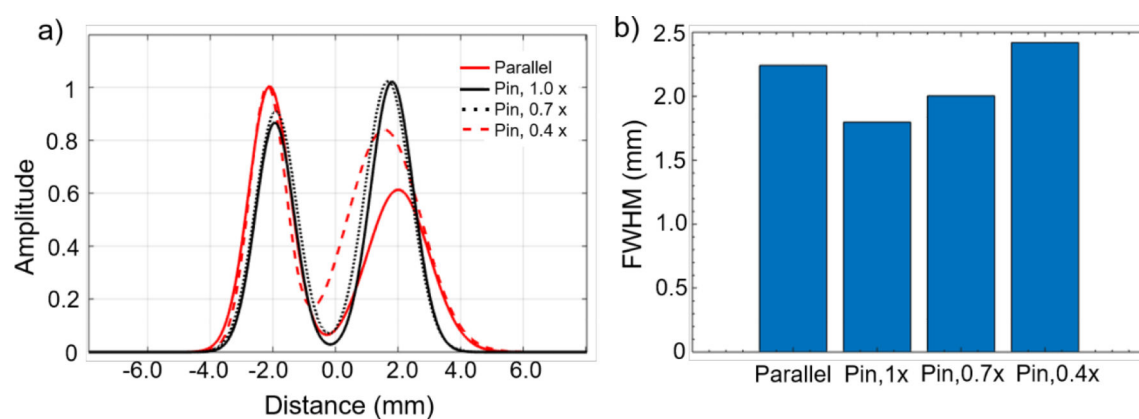 a)
Amplitude
1
0.8
0.6
0.4
0.2
0
Parallel
Pin, 1.0 x
Pin, 0.7 x
Pin, 0.4 x
-6.0 -4.0 -2.0 0.0 2.0 4.0 6.0
Distance (mm)
b)
FWHM (mm)
2.5
2.0
1.5
1.0
0.5
0
Parallel Pin,1x Pin,0.7x Pin,0.4x